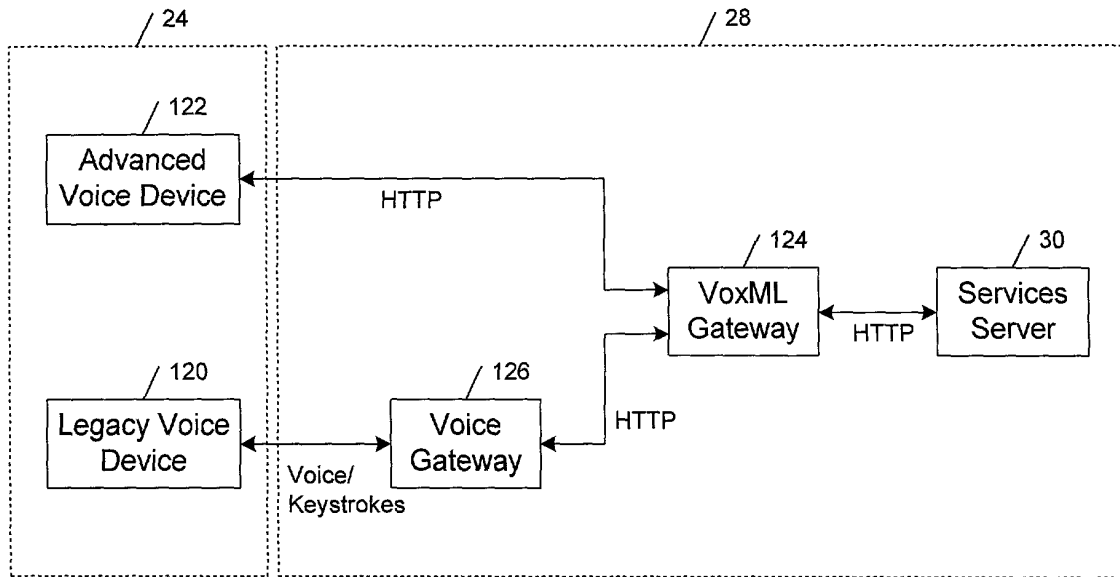 24
28
122
Advanced
Voice Device
HTTP
124
VoxML
Gateway
HTTP
30
Services
Server
120
Legacy Voice
Device
Voice/
Keystrokes
126
Voice
Gateway
HTTP